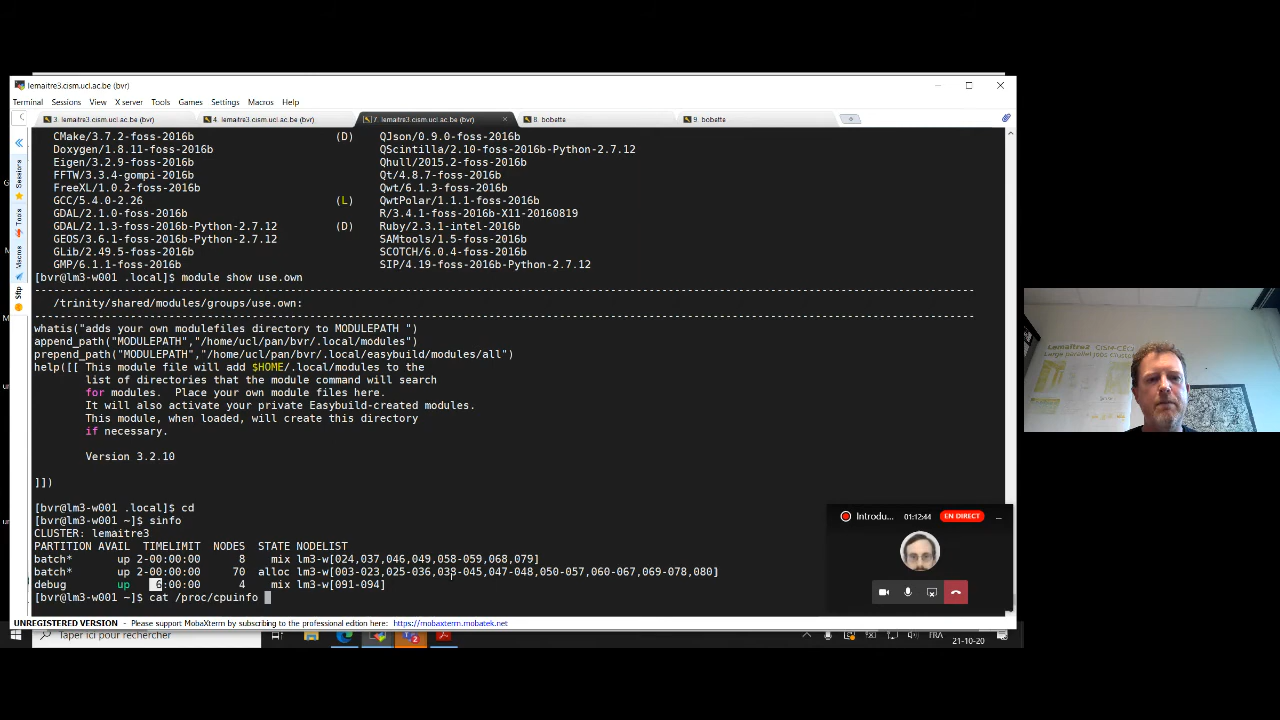 lemaitre3.cism.ucl.ac.be (bvr)
Terminal Sessions View X server Tools Games Settings Macros Help
3. lemaitre3.cism.ucl.ac.be (bvr) 4. lemaitre3.cism.ucl.ac.be (bvr) 7. lemaitre3.cism.ucl.ac.be (bvr) 8. bobette 9. bobette
CMake/3.7.2-foss-2016b (D) QJson/0.9.0-foss-2016b
Doxygen/1.8.11-foss-2016b QScintilla/2.10-foss-2016b-Python-2.7.12
Eigen/3.2.9-foss-2016b Qhull/2015.2-foss-2016b
FFTW/3.3.4-gompi-2016b Qt/4.8.7-foss-2016b
FreeXL/1.0.2-foss-2016b Qwt/6.1.3-foss-2016b
GCC/5.4.0-2.26 (L) QwtPolar/1.1.1-foss-2016b
GDAL/2.1.0-foss-2016b R/3.4.1-foss-2016b-X11-20160819
GDAL/2.1.3-foss-2016b-Python-2.7.12 (D) Ruby/2.3.1-intel-2016b
GEOS/3.6.1-foss-2016b-Python-2.7.12 SAMtools/1.5-foss-2016b
GLib/2.49.5-foss-2016b SCOTCH/6.0.4-foss-2016b
GMP/6.1.1-foss-2016b SIP/4.19-foss-2016b-Python-2.7.12
[bvr@lm3-w001 .local]$ module show use.own
/trinity/shared/modules/groups/use.own:
whatis("adds your own modulefiles directory to MODULEPATH ")
append_path("MODULEPATH","/home/ucl/pan/bvr/.local/modules")
prepend_path("MODULEPATH","/home/ucl/pan/bvr/.local/easybuild/modules/all")
help([[ This module file will add $HOME/.local/modules to the
list of directories that the module command will search
for modules. Place your own module files here.
It will also activate your private Easybuild-created modules.
This module, when loaded, will create this directory
if necessary.
Version 3.2.10
]])
[bvr@lm3-w001 .local]$ cd
[bvr@lm3-w001 ~]$ sinfo
CLUSTER: lemaitre3
PARTITION AVAIL TIMELIMIT NODES STATE NODELIST
batch* up 2-00:00:00 8 mix lm3-w[024,037,046,049,058-059,068,079]
batch* up 2-00:00:00 70 alloc lm3-w[003-023,025-036,038-045,047-048,050-057,060-067,069-078,080]
debug up 6:00:00 4 mix lm3-w[091-094]
[bvr@lm3-w001 ~]$ cat /proc/cpuinfo
Sessions
Tools
Macros
Sftp
Introdu... 01:12:44 EN DIRECT
UNREGISTERED VERSION - Please support MobaXterm by subscribing to the professional edition here: https://mobaxterm.mobatek.net
Taper ici pour rechercher
FRA
21-10-20
Lemaitre2 CISM-CÉCI
Large parallel jobs Cluster